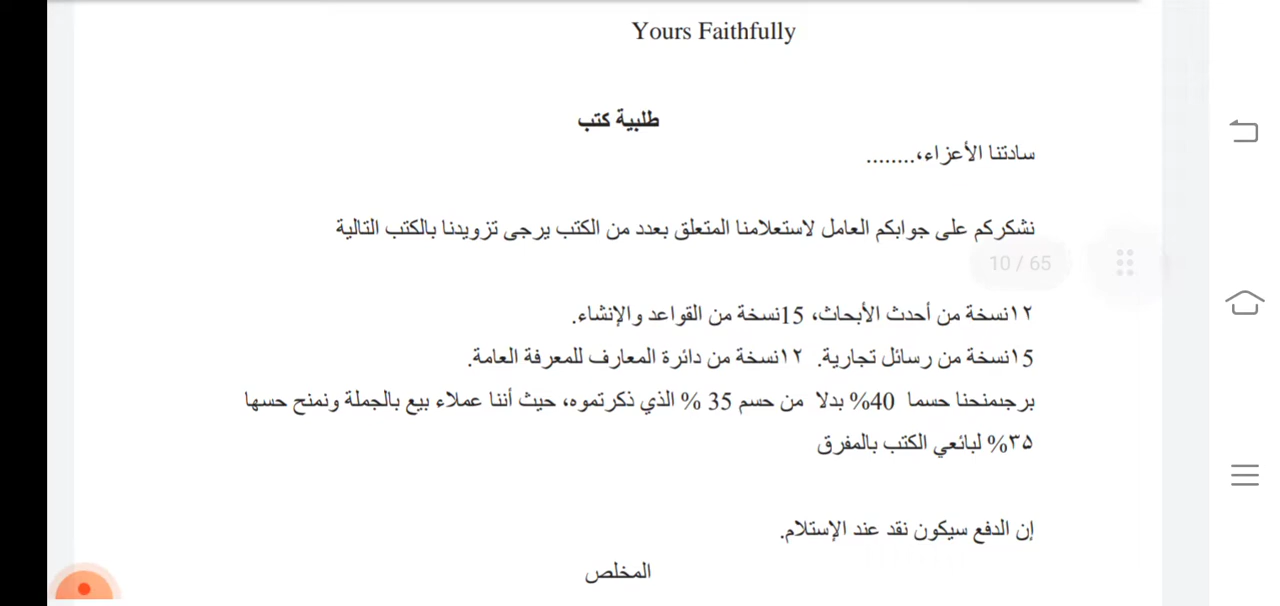 Yours Faithfully
طلبية كتب
سادتنا الأعزاء،........
نشكركم على جوابكم العامل لاستعلامنا المتعلق بعدد من الكتب يرجى تزويدنا بالكتب التالية
10 / 65
١٢نسخة من أحدث الأبحاث، 15نسخة من القواعد والإنشاء.
15نسخة من رسائل تجارية. ١٢نسخة من دائرة المعارف للمعرفة العامة.
برجىمنحنا حسما 40% بدلا من حسم 35 % الذي ذكرتموه، حيث أننا عملاء بيع بالجملة ونمنح حسها
٣٥% لبائعي الكتب بالمفرق
إن الدفع سيكون نقد عند الإستلام.
المخلص